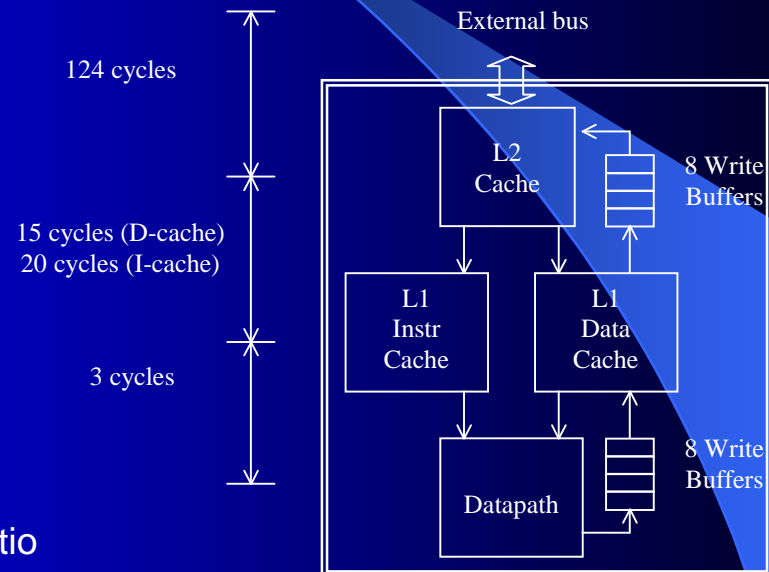 External bus
124 cycles
L2
Cache
8 Write
Buffers
15 cycles (D-cache)
20 cycles (I-cache)
L1
Instr
Cache
L1
Data
Cache
3 cycles
8 Write
Buffers
Datapath
tio